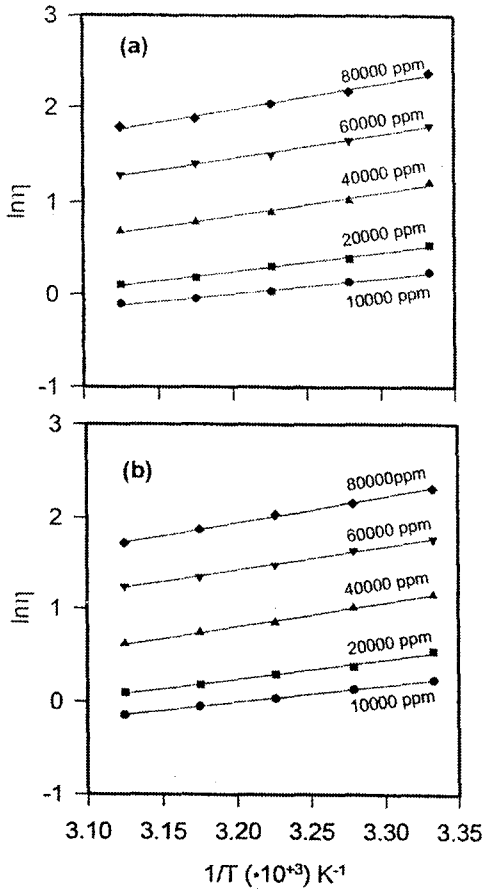 (a)
3
2
1
0
-1
lnη
80000 ppm
60000 ppm
40000 ppm
20000 ppm
10000 ppm
(b)
3
2
1
0
-1
lnη
80000ppm
60000 ppm
40000 ppm
20000 ppm
10000 ppm
3.10 3.15 3.20 3.25 3.30 3.35
1/T (·10⁺³) K⁻¹